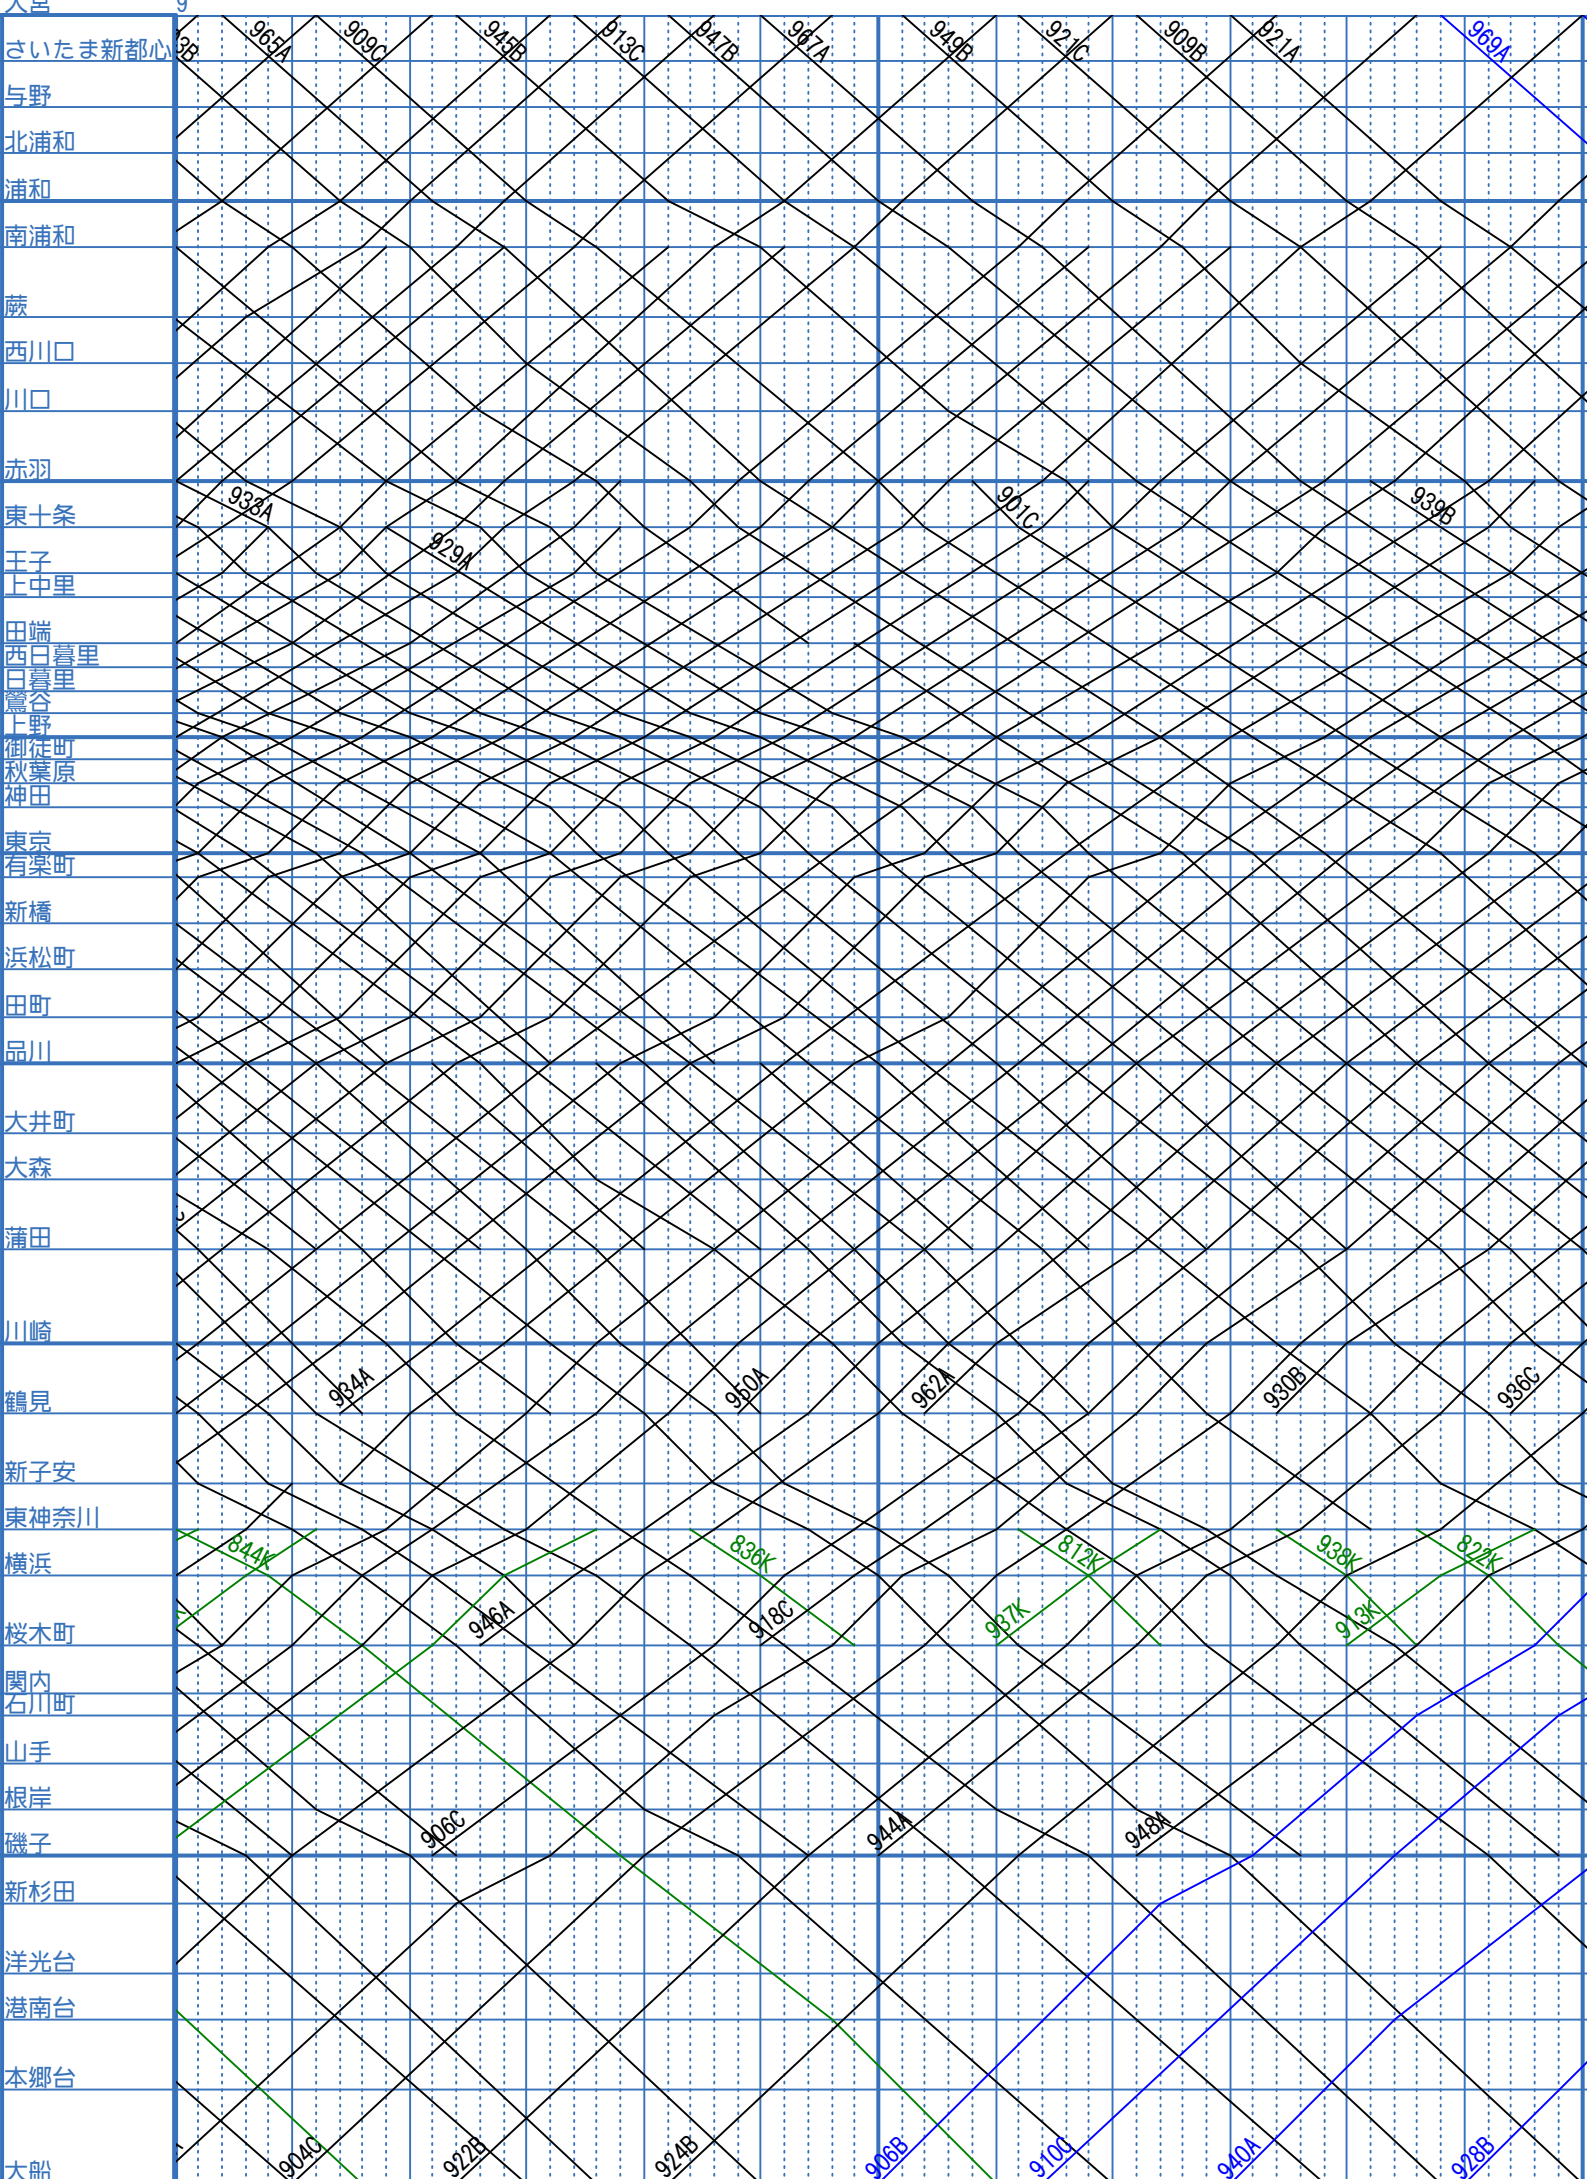 大宮 9
さいたま新都心 965A 909C 945B 913C 947B 967A 949B 921C 909B 921A 969A
与野
北浦和
浦和
南浦和
蕨
西川口
川口
赤羽
東十条 933A 901C 939B
王子 929A
上中里
田端
西日暮里
日暮里
鶯谷
上野
御徒町
秋葉原
神田
東京
有楽町
新橋
浜松町
田町
品川
大井町
大森
蒲田
川崎
鶴見 934A 950A 962A 930B 936C
新子安
東神奈川
横浜 844K 836K 812K 938K 822K
桜木町 946A 918C 937K 913K
関内
石川町
山手
根岸
磯子 906C 944A 948A
新杉田
洋光台
港南台
本郷台
大船 904C 922B 924B 906B 910C 940A 928B